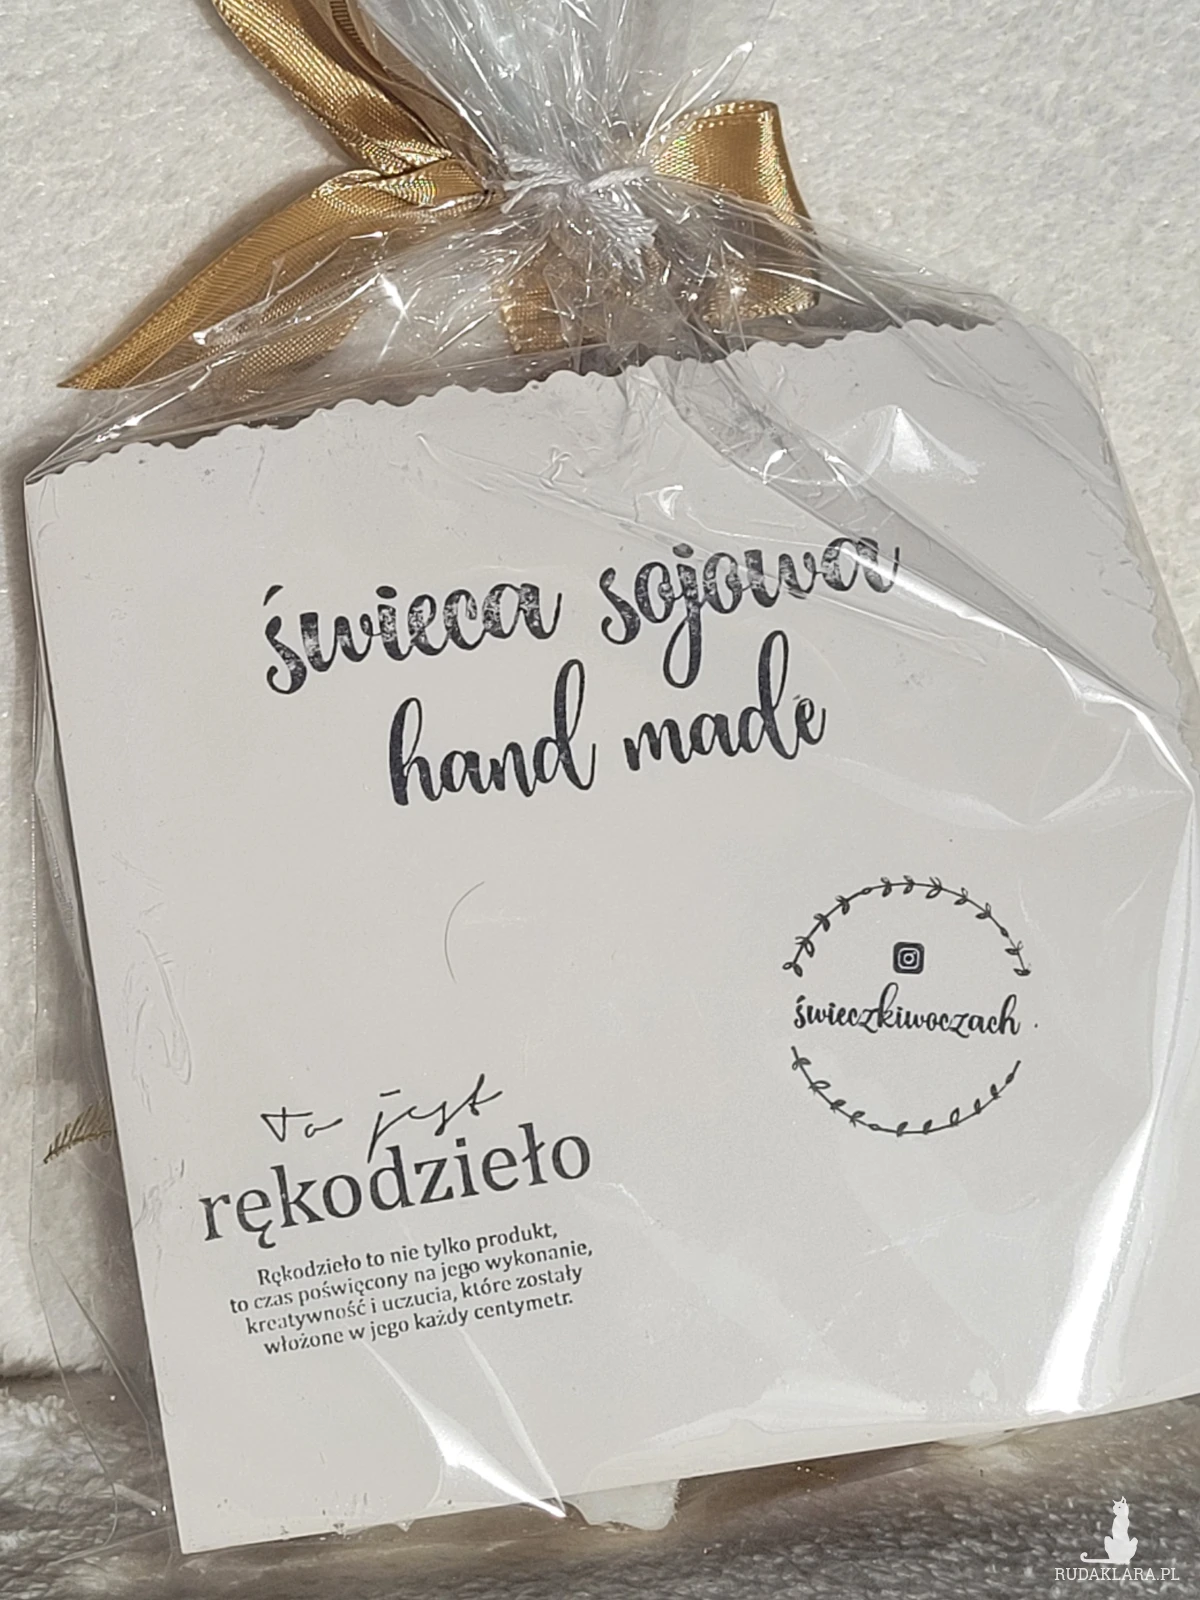 świeca sojowa
hand made
świeczkiwoczach .
to jest
rękodzieło
Rękodzieło to nie tylko produkt,
to czas poświęcony na jego wykonanie,
kreatywność i uczucia, które zostały
włożone w jego każdy centymetr.
RUDAKLARA.PL